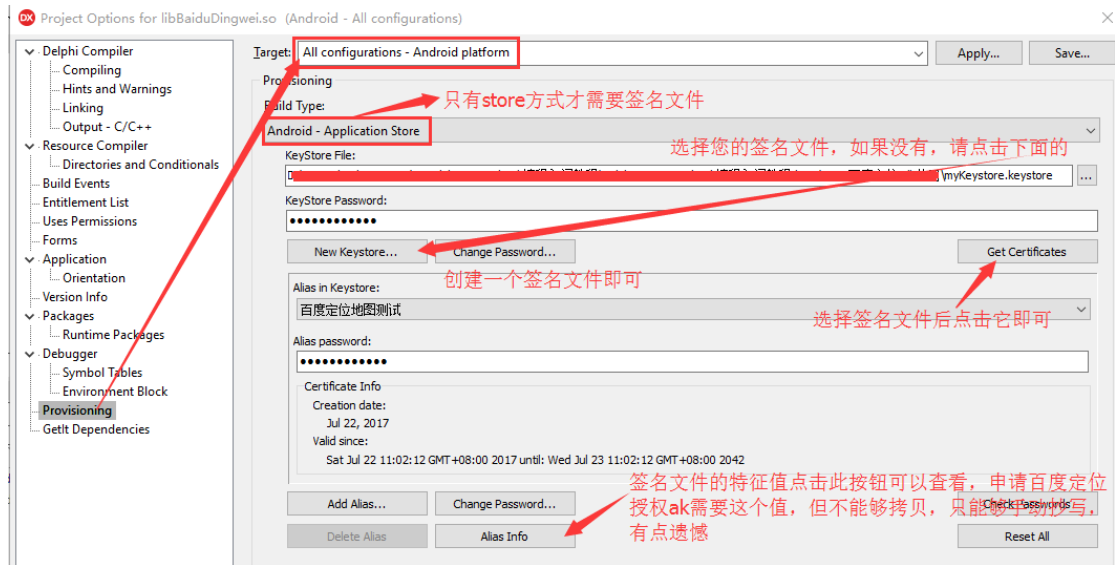 Project Options for libBaiduDingwei.so (Android - All configurations)
Delphi Compiler
Compiling
Hints and Warnings
Linking
Output - C/C++
Resource Compiler
Directories and Conditionals
Build Events
Entitlement List
Uses Permissions
Forms
Application
Orientation
Version Info
Packages
Runtime Packages
Debugger
Symbol Tables
Environment Block
Provisioning
GetIt Dependencies
Target: All configurations - Android platform
Apply...
Save...
Provisioning
只有store方式才需要签名文件
Build Type:
Android - Application Store
选择您的签名文件，如果没有，请点击下面的
KeyStore File:
\myKeystore.keystore
...
KeyStore Password:
●●●●●●●●●●●●
New Keystore...
Change Password...
Get Certificates
创建一个签名文件即可
Alias in Keystore:
百度定位地图测试
选择签名文件后点击它即可
Alias password:
●●●●●●●●●●●●
Certificate Info
Creation date:
Jul 22, 2017
Valid since:
Sat Jul 22 11:02:12 GMT+08:00 2017 until: Wed Jul 23 11:02:12 GMT+08:00 2042
签名文件的特征值点击此按钮可以查看，申请百度定位
授权ak需要这个值，但不能够拷贝，只能够手动抄写，
有点遗憾
Add Alias...
Change Password...
Check Passwords
Delete Alias
Alias Info
Reset All